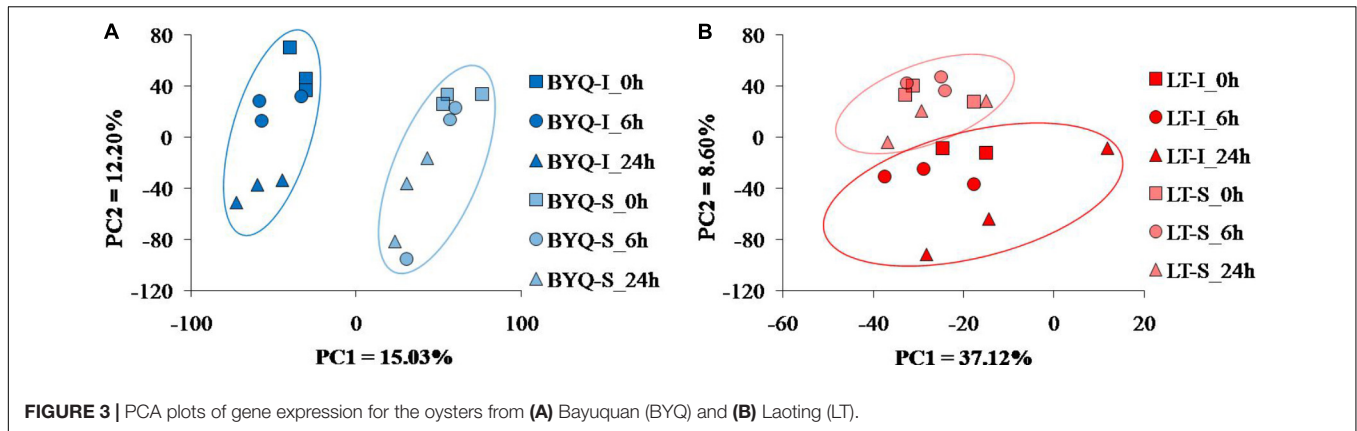 A
80
40
0
-40
-80
-120
PC2 = 12.20%
-100
0
100
PC1 = 15.03%
BYQ-I_0h
BYQ-I_6h
BYQ-I_24h
BYQ-S_0h
BYQ-S_6h
BYQ-S_24h
B
80
40
0
-40
-80
-120
PC2 = 8.60%
-60
-40
-20
0
20
PC1 = 37.12%
LT-I_0h
LT-I_6h
LT-I_24h
LT-S_0h
LT-S_6h
LT-S_24h
FIGURE 3 | PCA plots of gene expression for the oysters from (A) Bayuquan (BYQ) and (B) Laoting (LT).